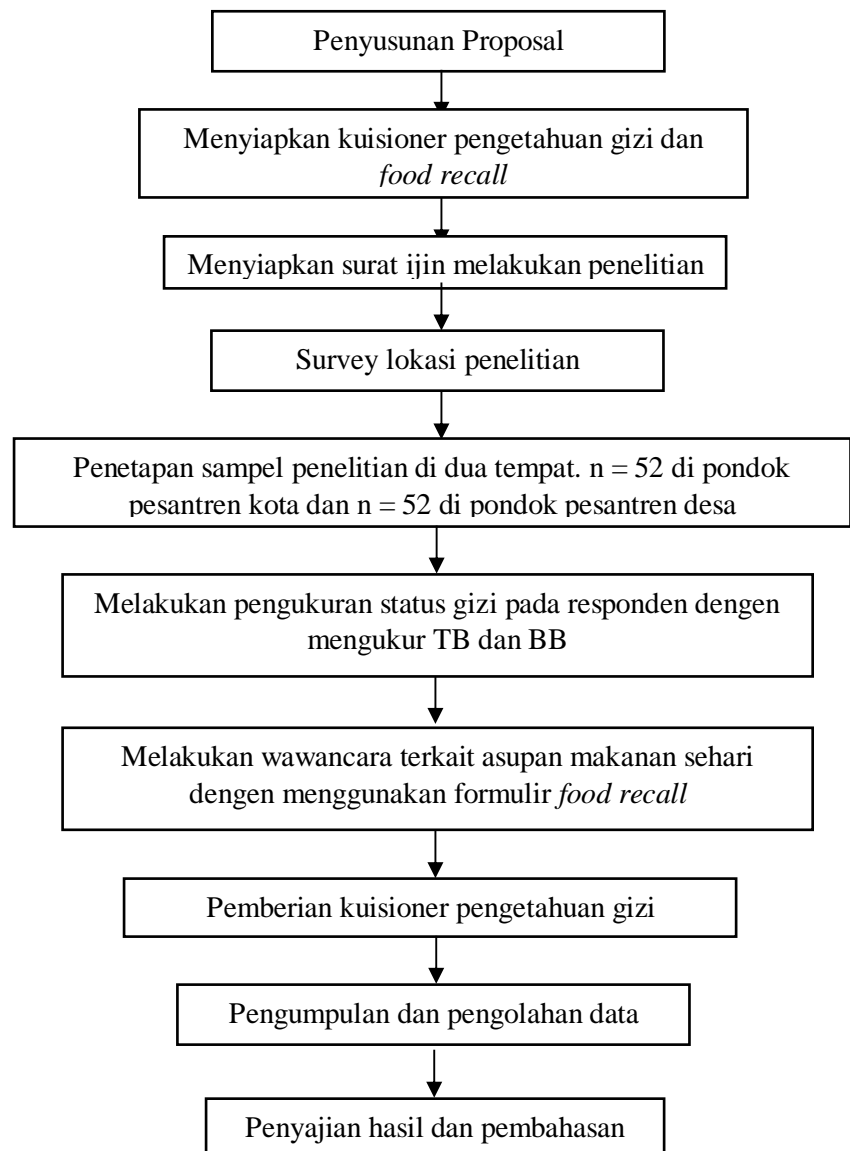 Penyusunan Proposal
Menyiapkan kuisioner pengetahuan gizi dan
food recall
Menyiapkan surat ijin melakukan penelitian
Survey lokasi penelitian
Penetapan sampel penelitian di dua tempat. n = 52 di pondok
pesantren kota dan n = 52 di pondok pesantren desa
Melakukan pengukuran status gizi pada responden dengan
mengukur TB dan BB
Melakukan wawancara terkait asupan makanan sehari
dengen menggunakan formulir food recall
Pemberian kuisioner pengetahuan gizi
Pengumpulan dan pengolahan data
Penyajian hasil dan pembahasan